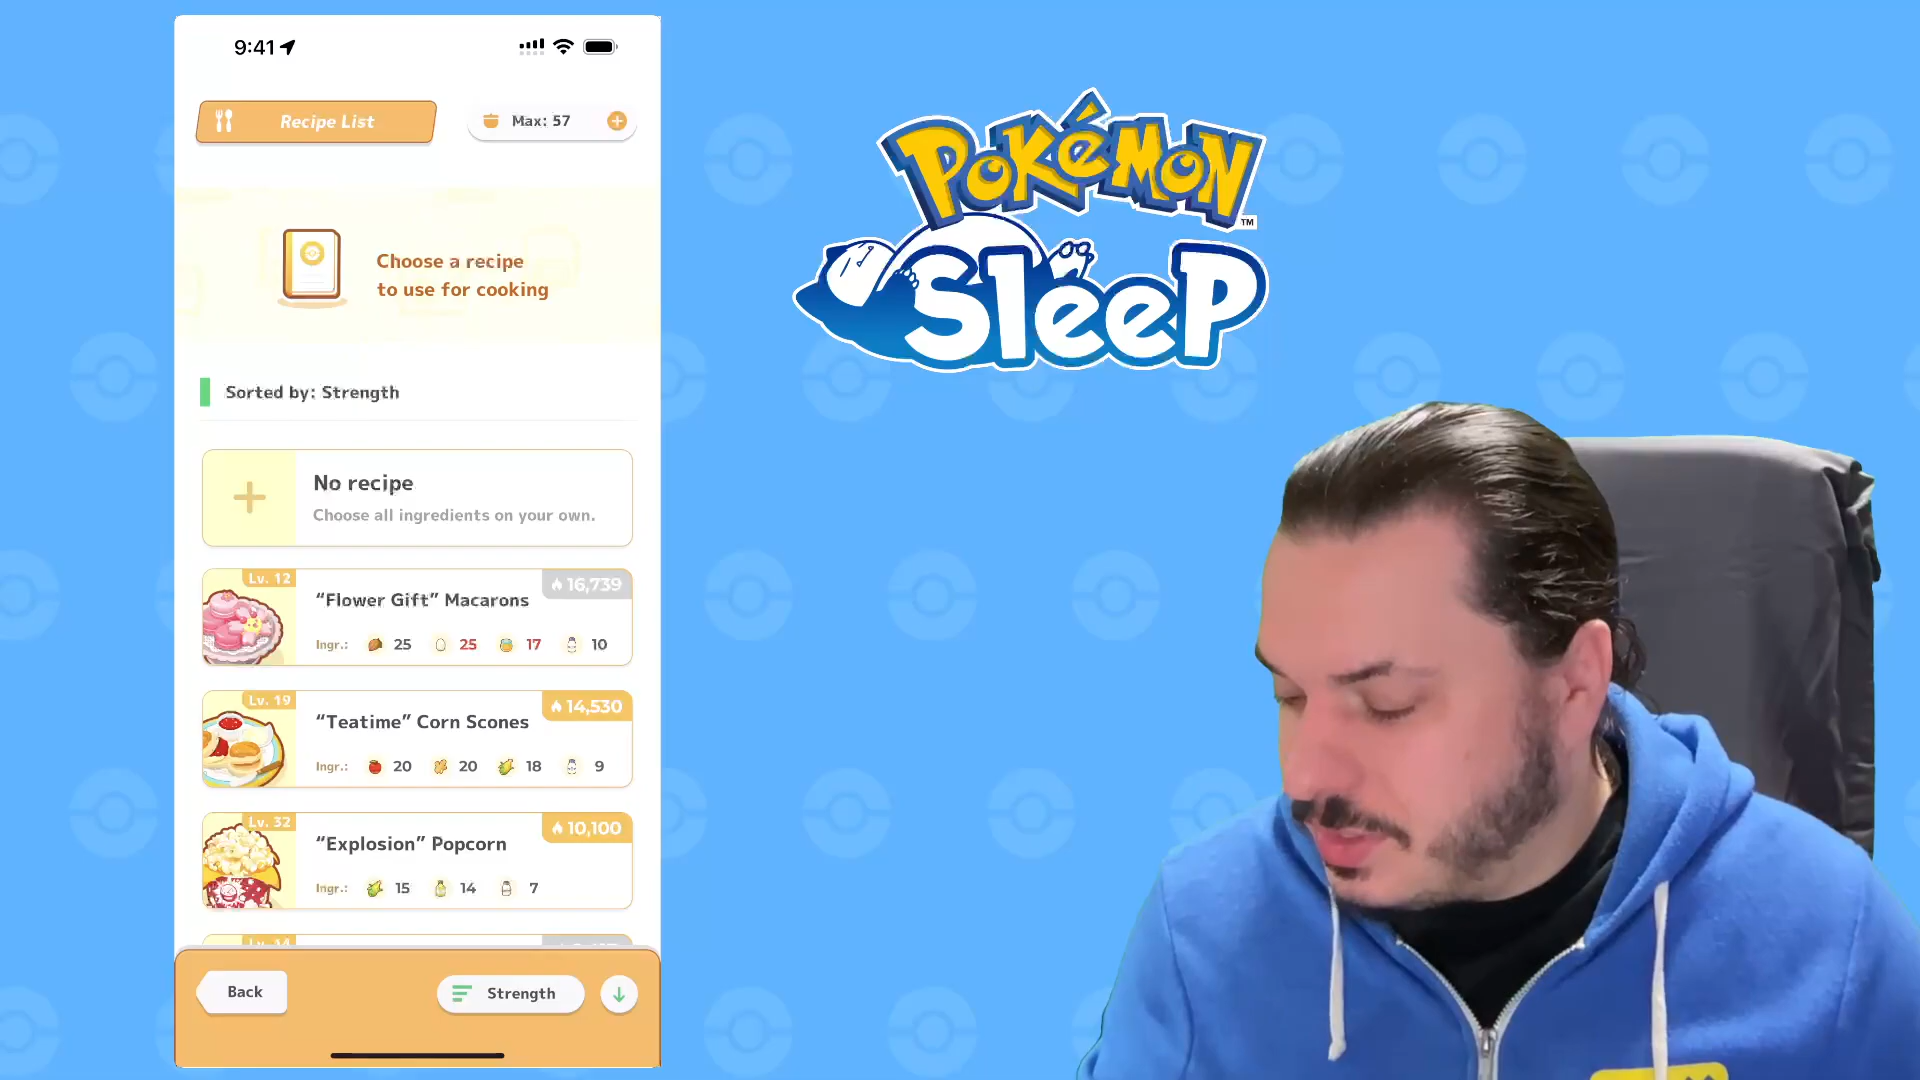 9:41
Recipe List
Max: 57
Choose a recipe
to use for cooking
Sorted by: Strength
No recipe
Choose all ingredients on your own.
Lv. 12
16,739
“Flower Gift” Macarons
Ingr.: 25 25 17 10
Lv. 19
14,530
“Teatime” Corn Scones
Ingr.: 20 20 18 9
Lv. 32
10,100
“Explosion” Popcorn
Ingr.: 15 14 7
Back
Strength
POKéMON
TM
Sleep